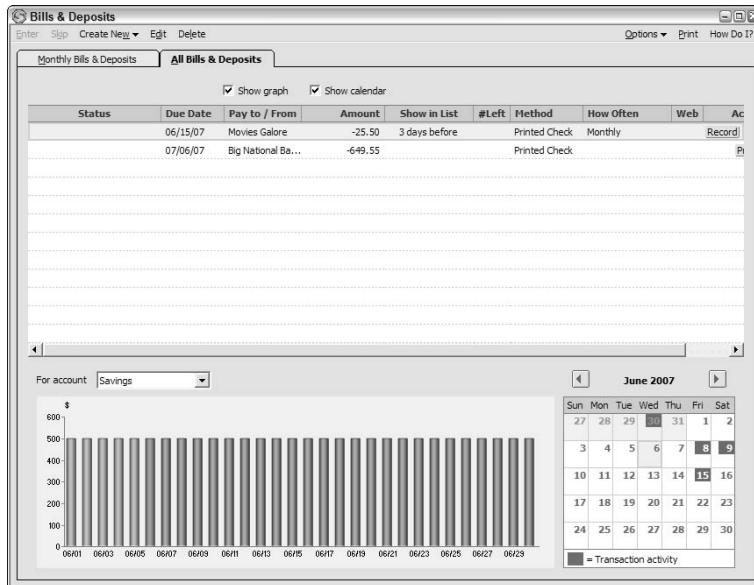 Bills & Deposits
Enter Skip Create New Edit Delete Options Print How Do I?
Monthly Bills & Deposits All Bills & Deposits
Show graph Show calendar
Status Due Date Pay to / From Amount Show in List #Left Method How Often Web Ac
06/15/07 Movies Galore -25.50 3 days before Printed Check Monthly Record
07/06/07 Big National Ba... -649.55 Printed Check
For account Savings
June 2007
Sun Mon Tue Wed Thu Fri Sat
27 28 29 30 31 1 2
3 4 5 6 7 8 9
10 11 12 13 14 15 16
17 18 19 20 21 22 23
24 25 26 27 28 29 30
= Transaction activity
$
600
500
400
300
200
100
0
06/01 06/03 06/05 06/07 06/09 06/11 06/13 06/15 06/17 06/19 06/21 06/23 06/25 06/27 06/29